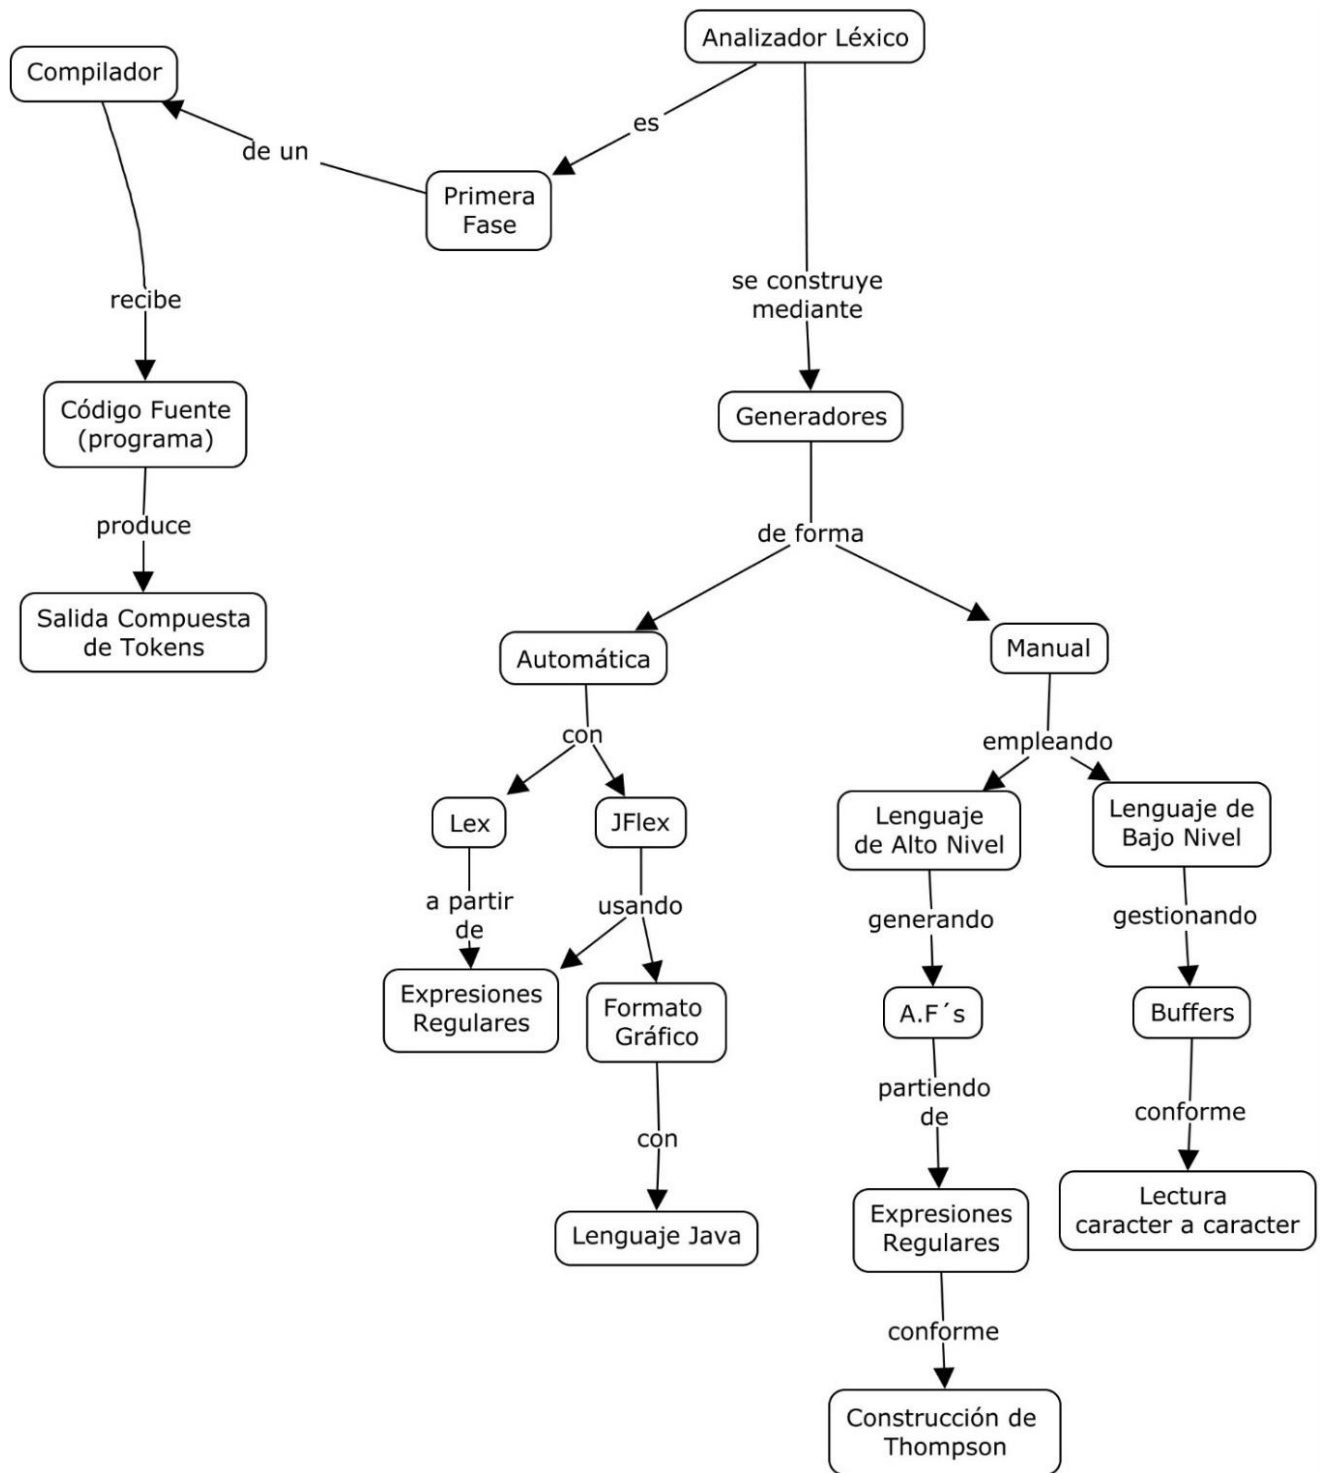 Analizador Léxico
Compilador
es
de un
Primera
Fase
se construye
mediante
recibe
Código Fuente
(programa)
Generadores
produce
de forma
Salida Compuesta
de Tokens
Automática
Manual
con
empleando
Lex
JFlex
Lenguaje
de Alto Nivel
Lenguaje de
Bajo Nivel
a partir
de
usando
generando
gestionando
Expresiones
Regulares
Formato
Gráfico
A.F´s
Buffers
partiendo
de
conforme
con
Lenguaje Java
Expresiones
Regulares
Lectura
caracter a caracter
conforme
Construcción de
Thompson